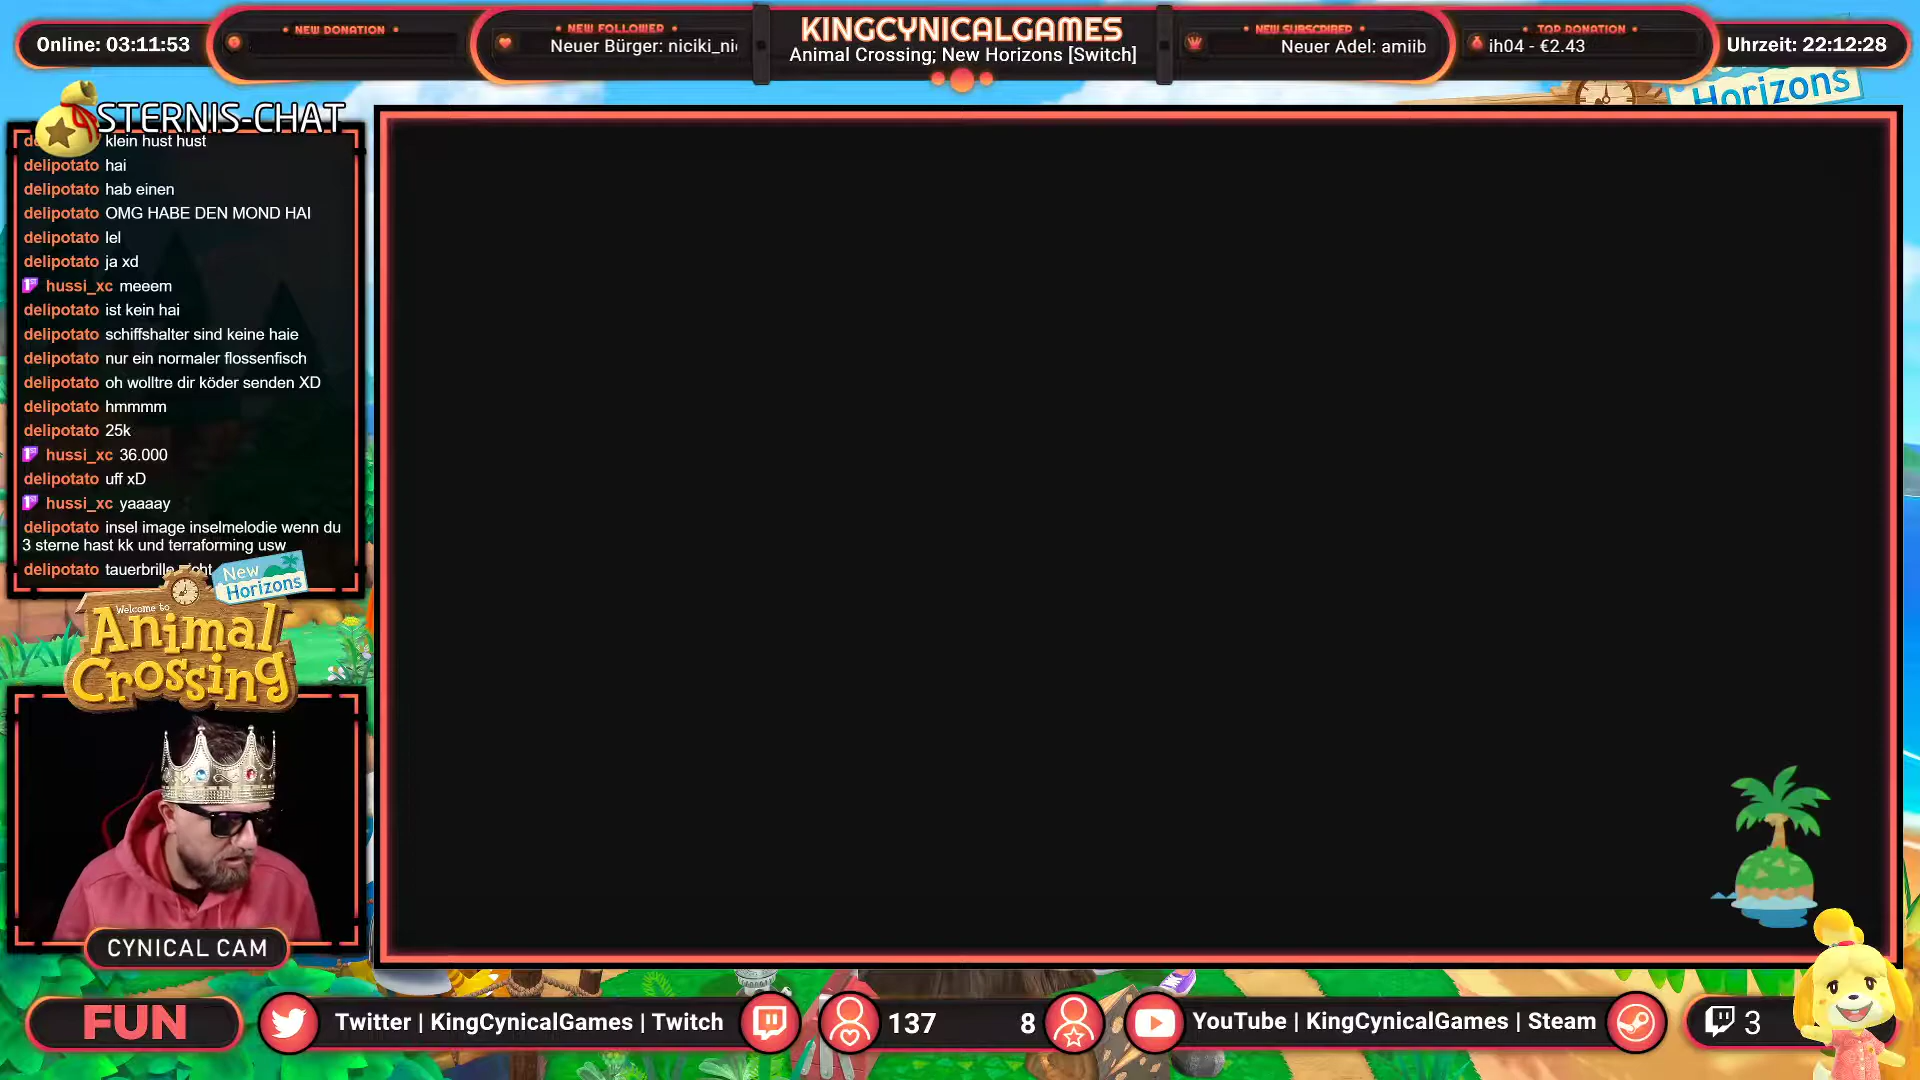 Online: 03:11:53
NEW DONATION
NEW FOLLOWER
Neuer Bürger: niciki_ni
KINGCYNICALGAMES
Animal Crossing; New Horizons [Switch]
NEW SUBSCRIBER
Neuer Adel: amiib
TOP DONATION
ih04 - €2.43
Uhrzeit: 22:12:28
Horizons
STERNIS-CHAT
klein hust hust
delipotato hai
delipotato hab einen
delipotato OMG HABE DEN MOND HAI
delipotato lel
delipotato ja xd
hussi_xc meeem
delipotato ist kein hai
delipotato schiffshalter sind keine haie
delipotato nur ein normaler flossenfisch
delipotato oh wolltre dir köder senden XD
delipotato hmmmm
delipotato 25k
hussi_xc 36.000
delipotato uff xD
hussi_xc yaaaay
delipotato insel image inselmelodie wenn du
3 sterne hast kk und terraforming usw
delipotato tauerbrille
New
Horizons
Welcome to
Animal
Crossing
CYNICAL CAM
FUN
Twitter | KingCynicalGames | Twitch
137
8
YouTube | KingCynicalGames | Steam
3